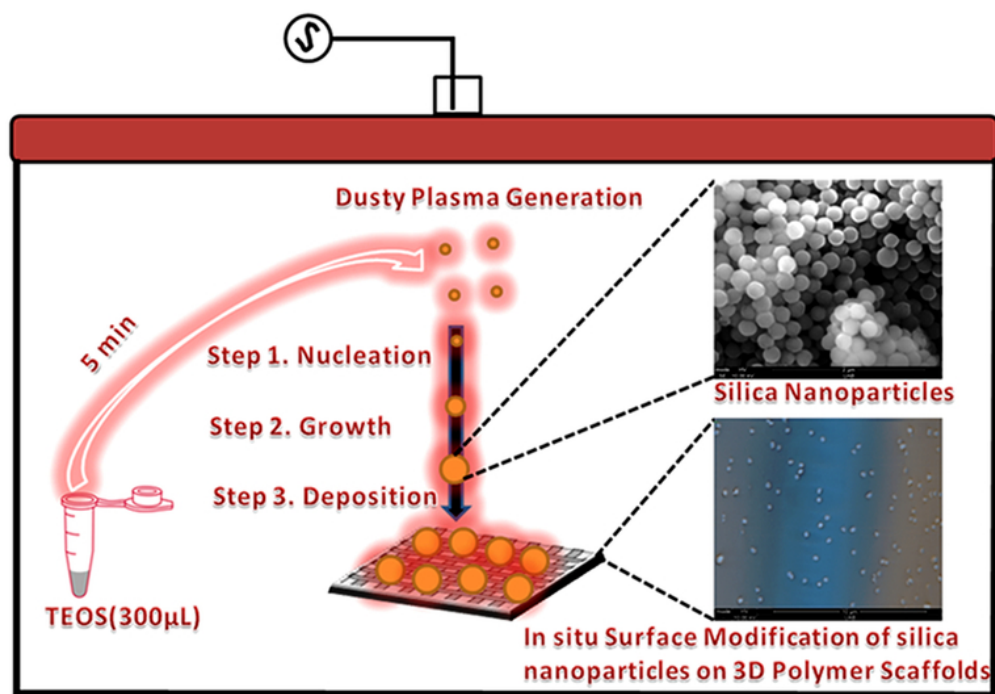 Dusty Plasma Generation
5 min
Step 1. Nucleation
Step 2. Growth
Step 3. Deposition
TEOS(300µL)
Silica Nanoparticles
In situ Surface Modification of silica
nanoparticles on 3D Polymer Scaffolds